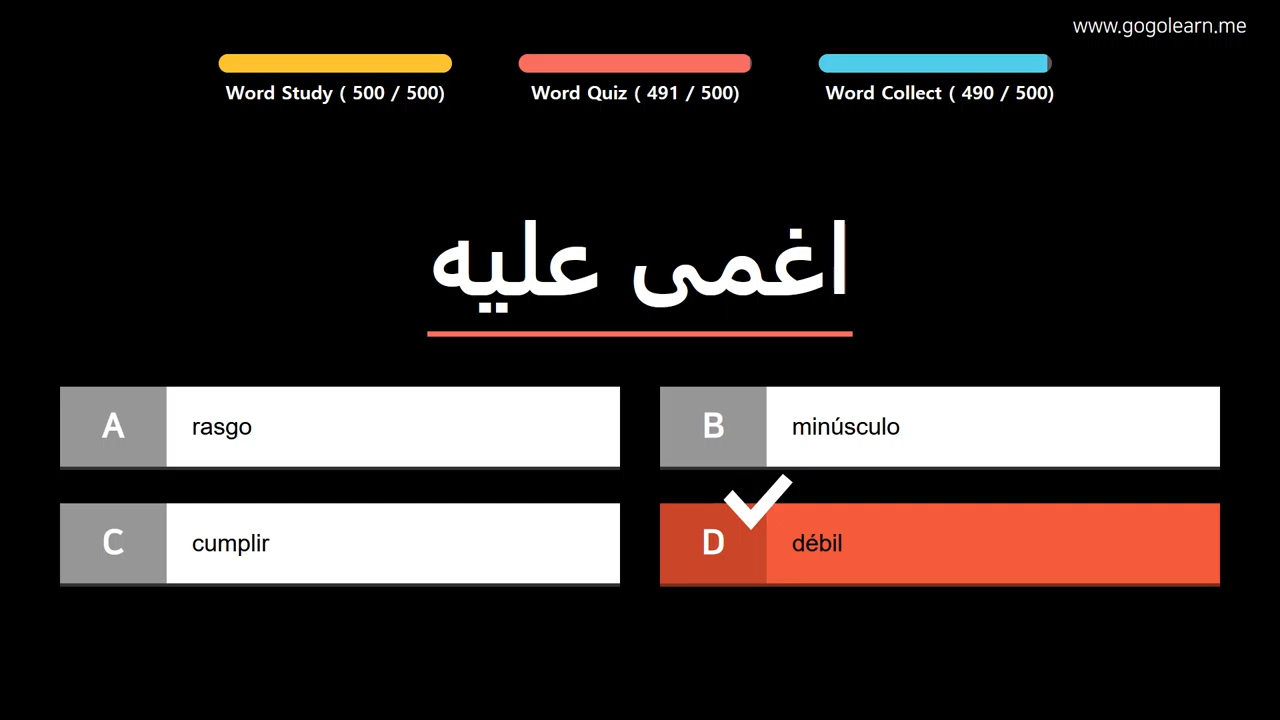 www.gogolearn.me
Word Study ( 500 / 500)
Word Quiz ( 491 / 500)
Word Collect ( 490 / 500)
اغمى عليه
A rasgo
B minúsculo
C cumplir
D débil